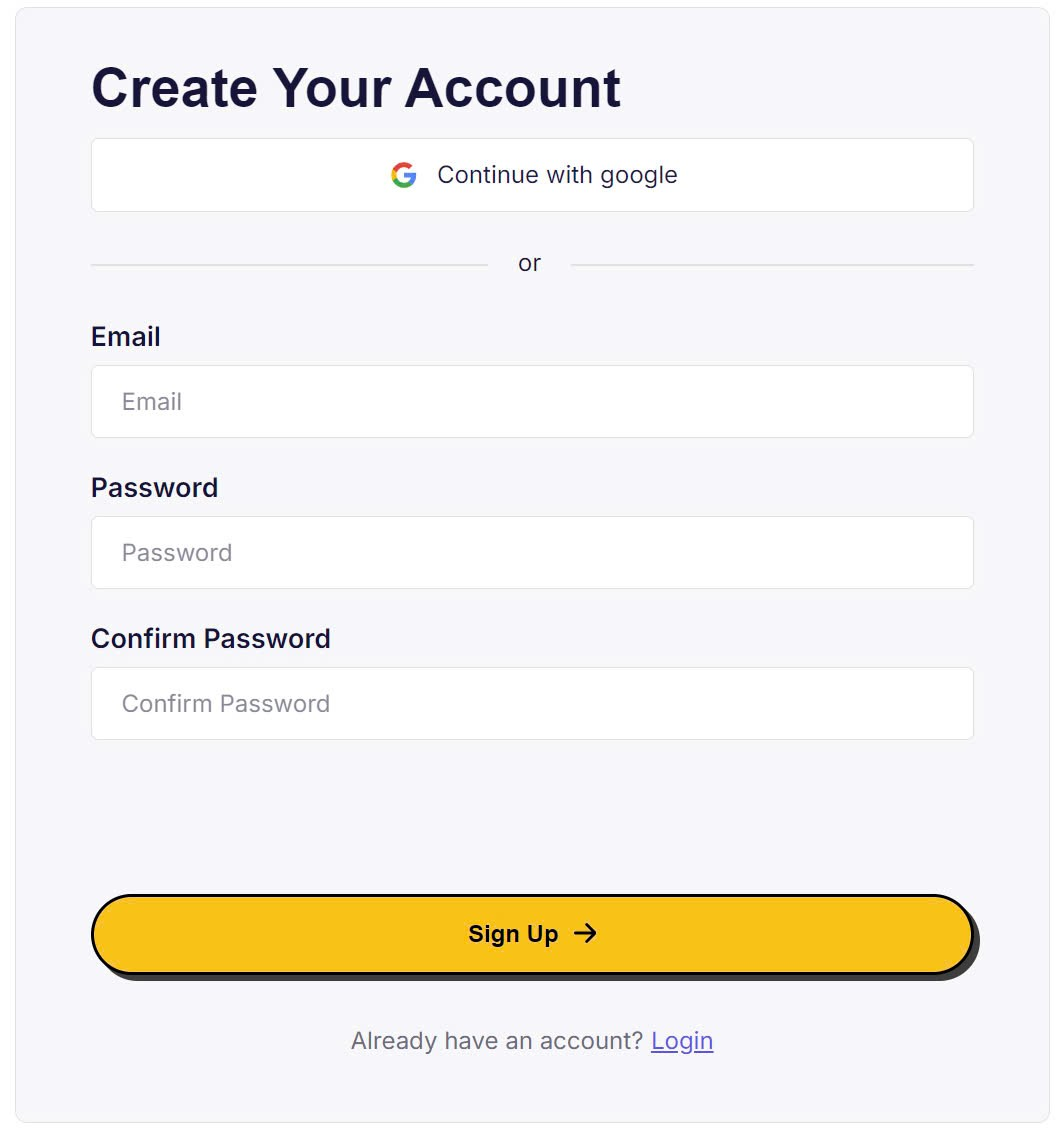 Create Your Account
Continue with google
or
Email
Email
Password
Password
Confirm Password
Confirm Password
Sign Up →
Already have an account? Login